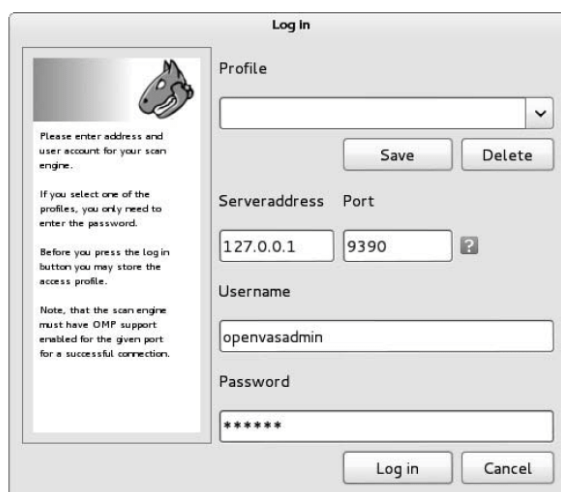 Log in
Please enter address and
user account for your scan
engine.
If you select one of the
profiles, you only need to
enter the password.
Before you press the log in
button you may store the
access profile.
Note, that the scan engine
must have OMP support
enabled for the given port
for a successful connection.
Profile
Save Delete
Serveraddress Port
127.0.0.1 9390 ?
Username
openvasadmin
Password
******
Log in Cancel